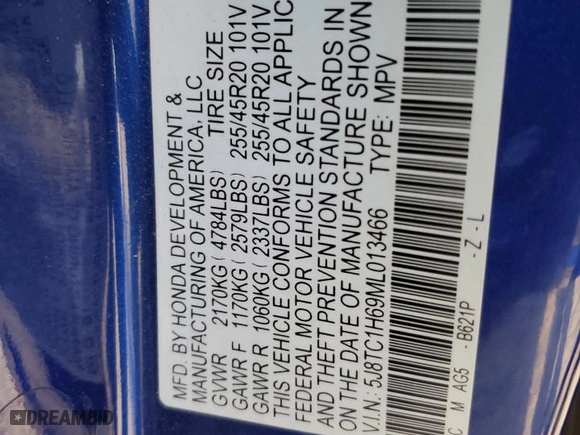 MFD. BY HONDA DEVELOPMENT &
MANUFACTURING OF AMERICA, LLC
TIRE SIZE
GVWR 2170KG ( 4784LBS)
GAWR F 1170KG ( 2579LBS) 255/45R20 101V
GAWR R 1060KG ( 2337LBS) 255/45R20 101V
THIS VEHICLE CONFORMS TO ALL APPLIC
FEDERAL MOTOR VEHICLE SAFETY
AND THEFT PREVENTION STANDARDS IN
ON THE DATE OF MANUFACTURE SHOWN
V.I.N.: 5J8TC1H69ML013466 TYPE: MPV
C M AG5 -B621P -Z-L
DREAMBID